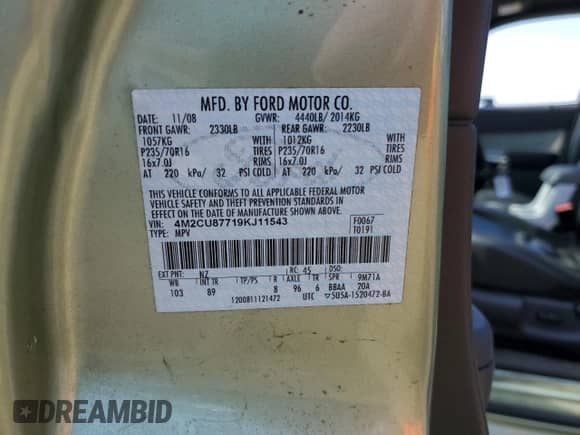 MFD. BY FORD MOTOR CO.
DATE: 11/08 GVWR: 4440LB/ 2014KG
FRONT GAWR: 2330LB REAR GAWR: 2230LB
1057KG 1012KG
P235/70R16 TIRES P235/70R16 TIRES
16x7.0J RIMS 16x7.0J RIMS
AT 220 kPa/ 32 PSI COLD AT 220 kPa/ 32 PSI COLD
THIS VEHICLE CONFORMS TO ALL APPLICABLE FEDERAL MOTOR
VEHICLE SAFETY AND THEFT PREVENTION STANDARDS IN
EFFECT ON THE DATE OF MANUFACTURE SHOWN ABOVE.
VIN: 4M2CU87719KJ11543 F0067
TYPE: MPV T0191
EXT PNT: NZ RC: 45 DSO:
WB INT TR TP/PS R AXLE TR SPR 9M71A
103 89 8 96 6 BBAA 20A
1200811121472 UTC ▽5U5A-1520472-BA
DREAMBID